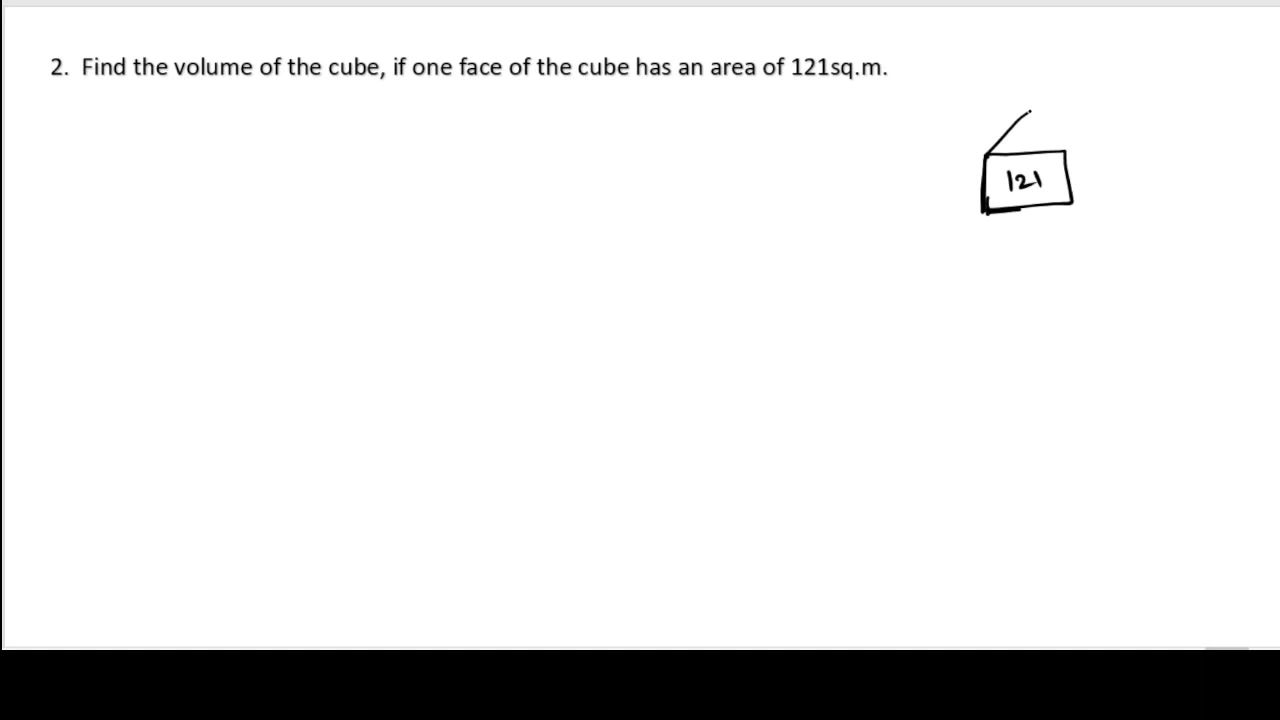 2. Find the volume of the cube, if one face of the cube has an area of 121sq.m.
121